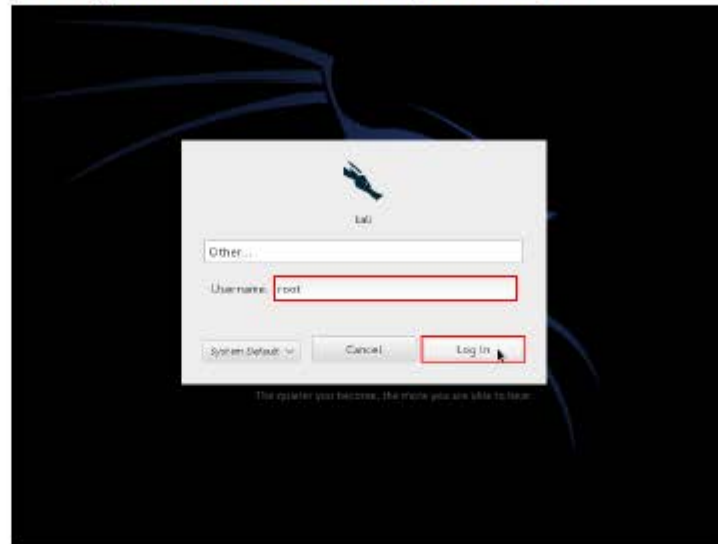 kali
Other...
Username: root
System Default
Cancel
Log In
The quieter you become, the more you are able to hear.